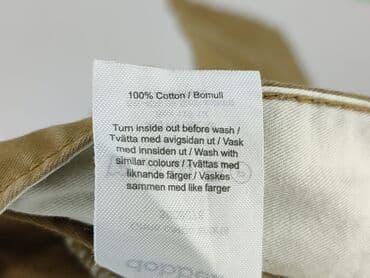 100% Cotton / Bomull
Turn inside out before wash /
Tvätta med avigsidan ut / Vask
med innsiden ut / Wash with
similar colours / Tvättas med
liknande färger / Vaskes
sammen med like farger